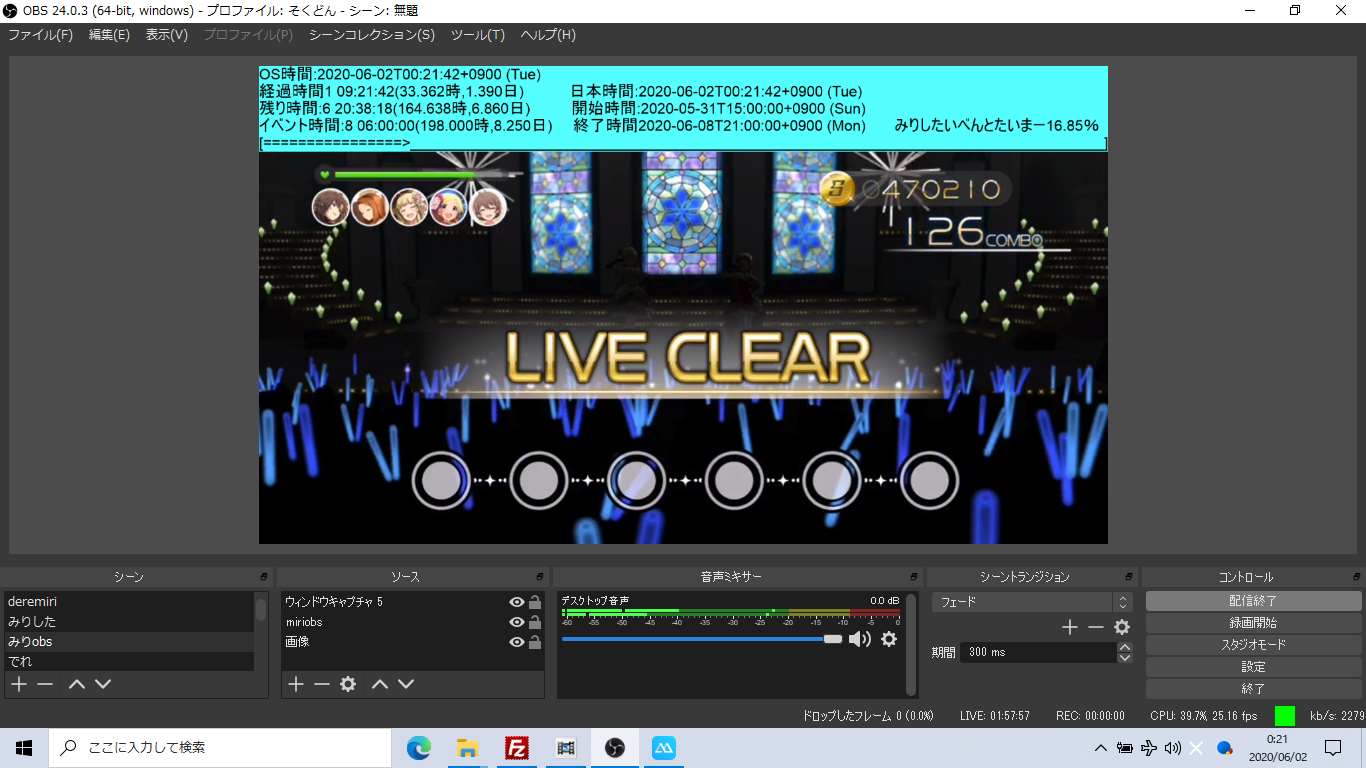 OBS 24.0.3 (64-bit, windows) - プロファイル: そくどん - シーン: 無題
ファイル(F) 編集(E) 表示(V) プロファイル(P) シーンコレクション(S) ツール(T) ヘルプ(H)
OS時間:2020-06-02T00:21:42+0900 (Tue)
経過時間1 09:21:42(33.362時,1.390日) 日本時間:2020-06-02T00:21:42+0900 (Tue)
残り時間:6 20:38:18(164.638時,6.860日) 開始時間:2020-05-31T15:00:00+0900 (Sun)
イベント時間:8 06:00:00(198.000時,8.250日) 終了時間2020-06-08T21:00:00+0900 (Mon) みりしたいべんとたいまー16.85%
[================>                    ]
S 0470210
126 COMBO
LIVE CLEAR
シーン ソース 音声ミキサー シーントランジション コントロール
deremiri
みりした
みりobs
でれ
ウィンドウキャプチャ 5
miriobs
画像
デスクトップ音声 0.0 dB
-60 -55 -50 -45 -40 -35 -30 -25 -20 -15 -10 -5 0
フェード
期間 300 ms
配信終了
録画開始
スタジオモード
設定
終了
ドロップしたフレーム 0 (0.0%) LIVE: 01:57:57 REC: 00:00:00 CPU: 39.7%, 25.16 fps kb/s: 2279
ここに入力して検索
0:21
2020/06/02